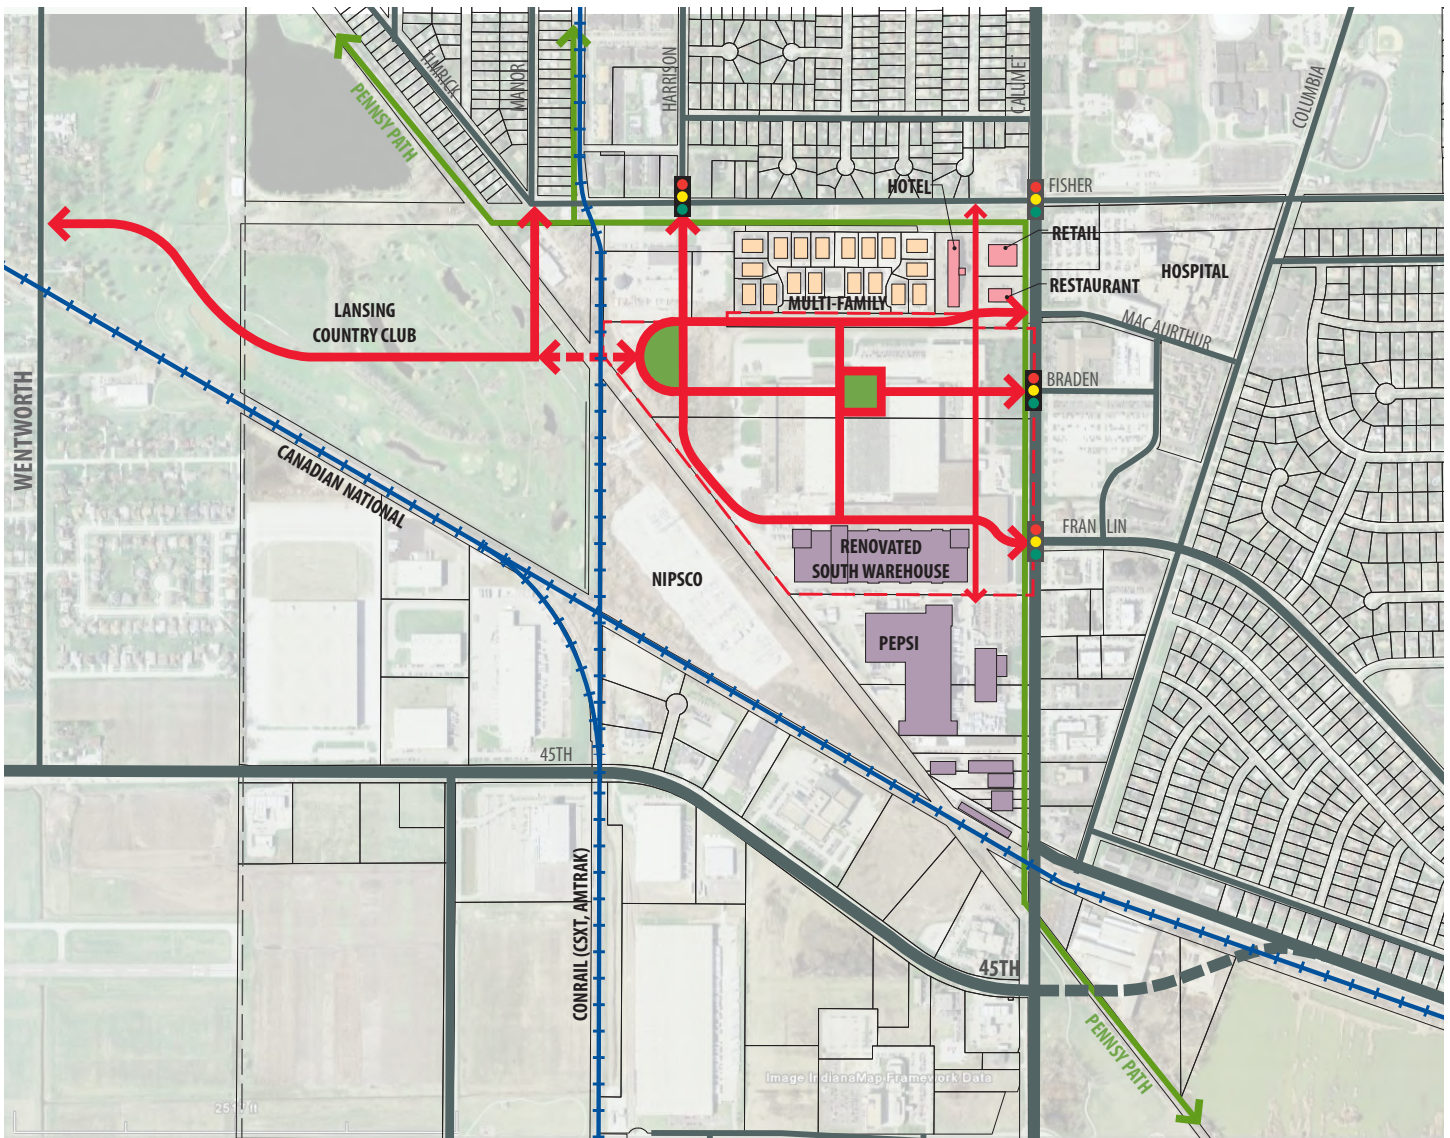 TIMRICK
MANOR
HARRISON
CALUMET
COLUMBIA
PENNSY PATH
HOTEL
FISHER
RETAIL
HOSPITAL
RESTAURANT
MULTI-FAMILY
LANSING
COUNTRY CLUB
MAC AURTHUR
WENTWORTH
BRADEN
CANADIAN NATIONAL
FRAN LIN
RENOVATED
SOUTH WAREHOUSE
NIPSCO
PEPSI
45TH
CONRAIL (CSXT, AMTRAK)
45TH
PENNSY PATH
Image IndianaMap Framework Data